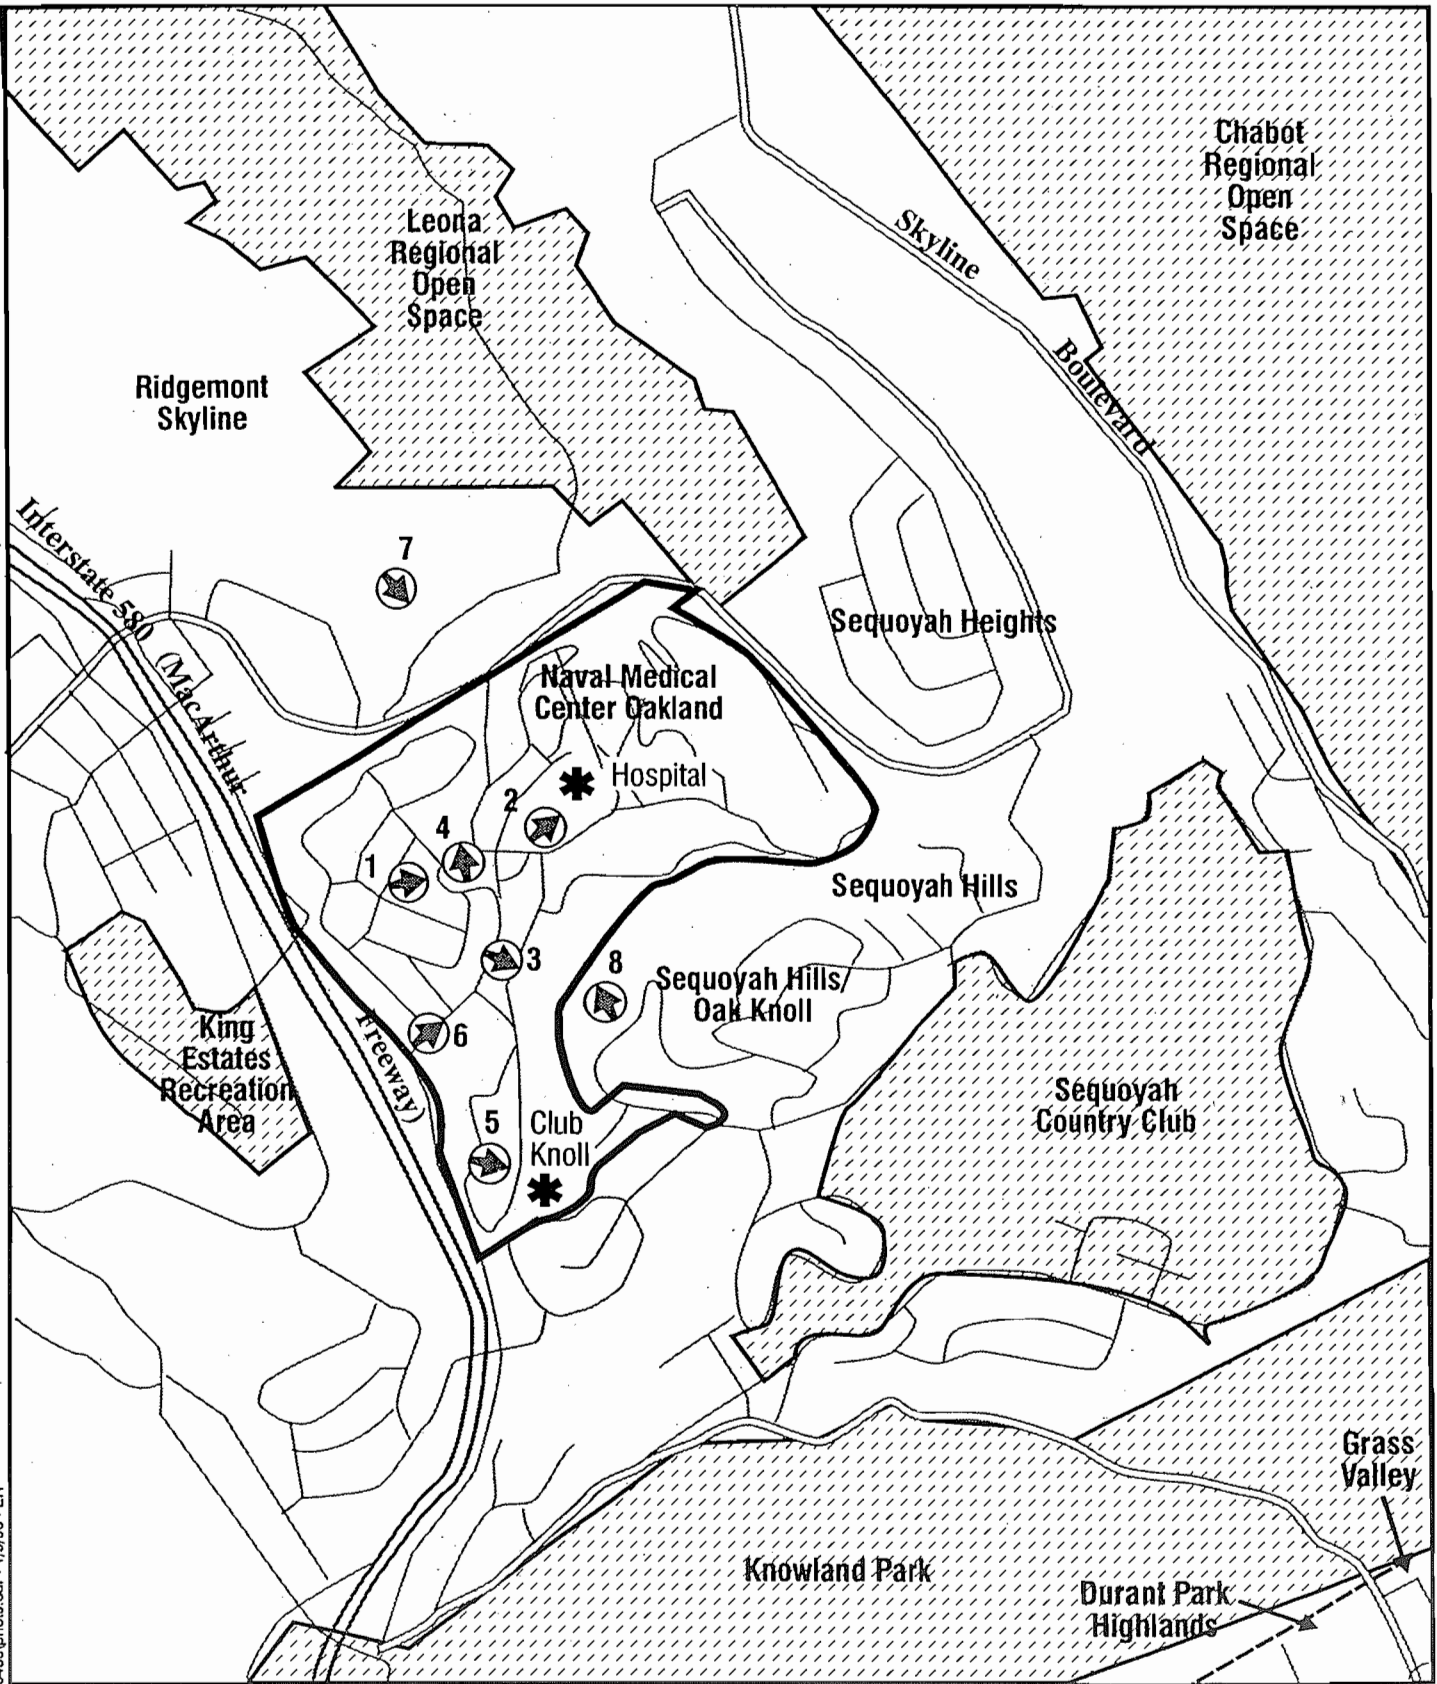 Chabot
Regional
Open
Space
Leona
Regional
Open
Space
Skyline
Boulevard
Ridgemont
Skyline
Interstate 580 (MacArthur
Freeway)
7
Sequoyah Heights
Naval Medical
Center Oakland
Hospital
2
4
1
Sequoyah Hills
3
8
Sequoyah Hills/
Oak Knoll
6
King
Estates
Recreation
Area
Sequoyah
Country Club
5
Club
Knoll
Grass
Valley
Knowland Park
Durant Park
Highlands